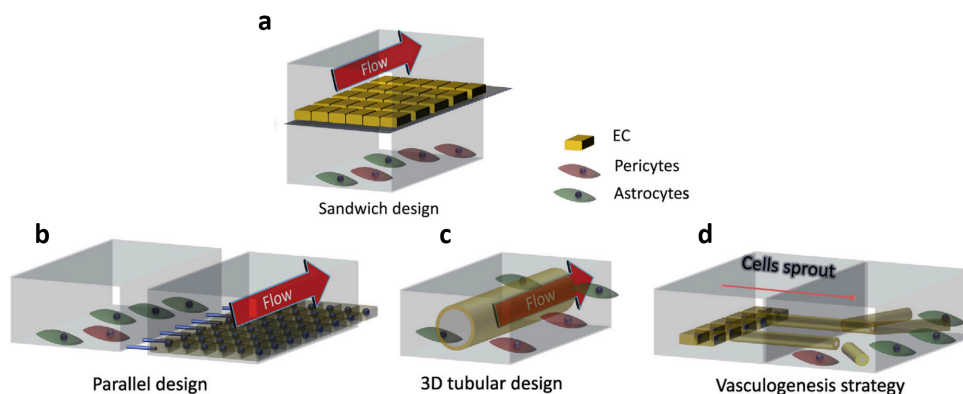 a
Flow
EC
Pericytes
Astrocytes
Sandwich design
b
c
d
Flow
Flow
Cells sprout
Parallel design
3D tubular design
Vasculogenesis strategy